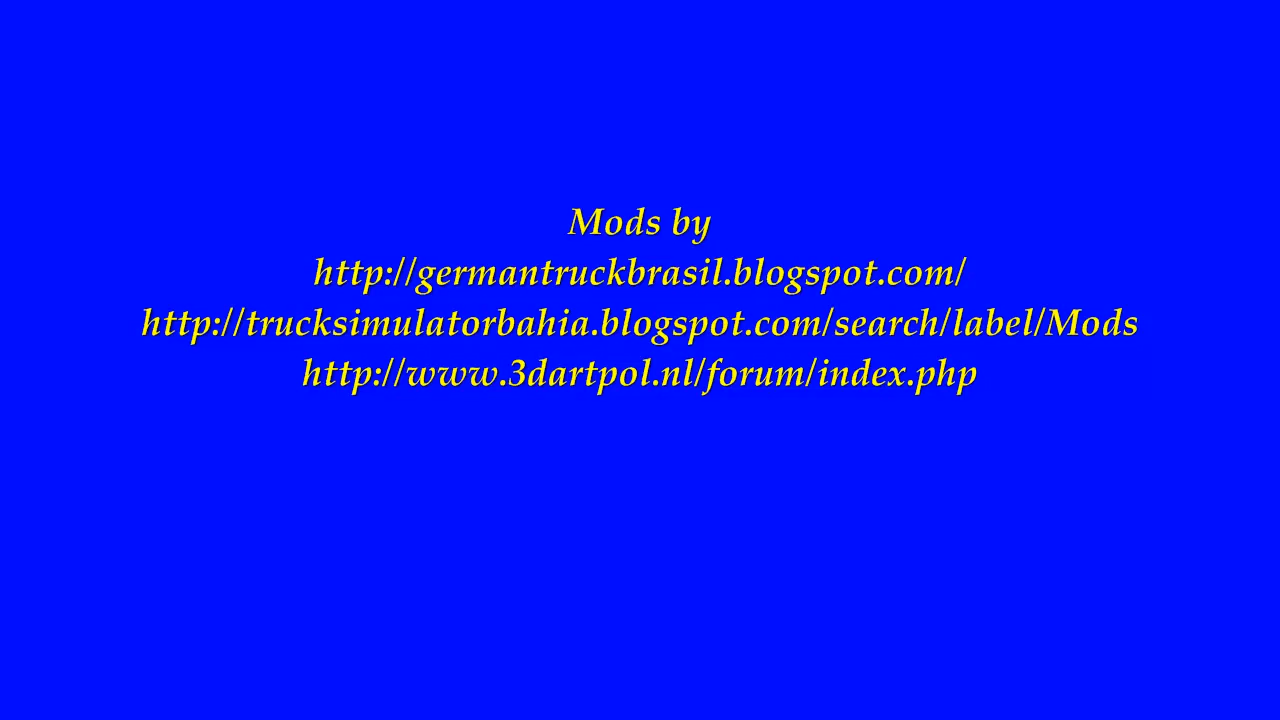 Mods by
http://germantruckbrasil.blogspot.com/
http://trucksimulatorbahia.blogspot.com/search/label/Mods
http://www.3dartpol.nl/forum/index.php